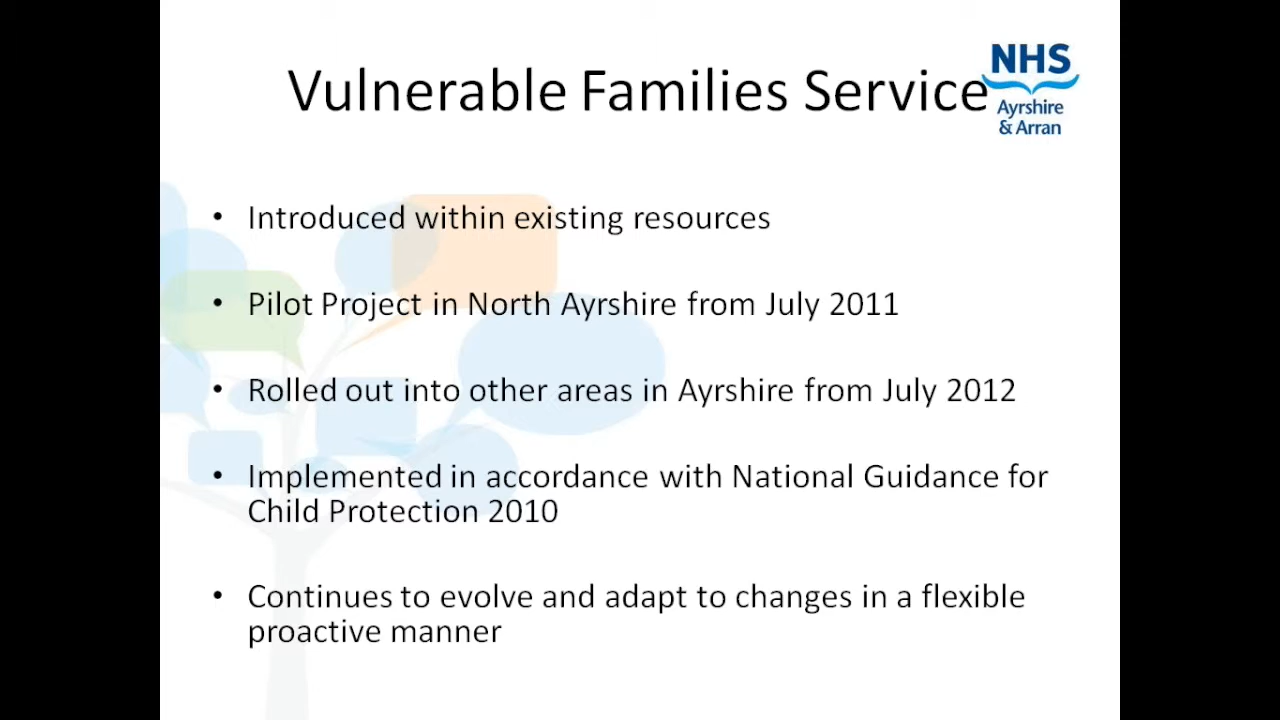 Vulnerable Families Service
NHS
Ayrshire
& Arran
• Introduced within existing resources
• Pilot Project in North Ayrshire from July 2011
• Rolled out into other areas in Ayrshire from July 2012
• Implemented in accordance with National Guidance for
Child Protection 2010
• Continues to evolve and adapt to changes in a flexible
proactive manner